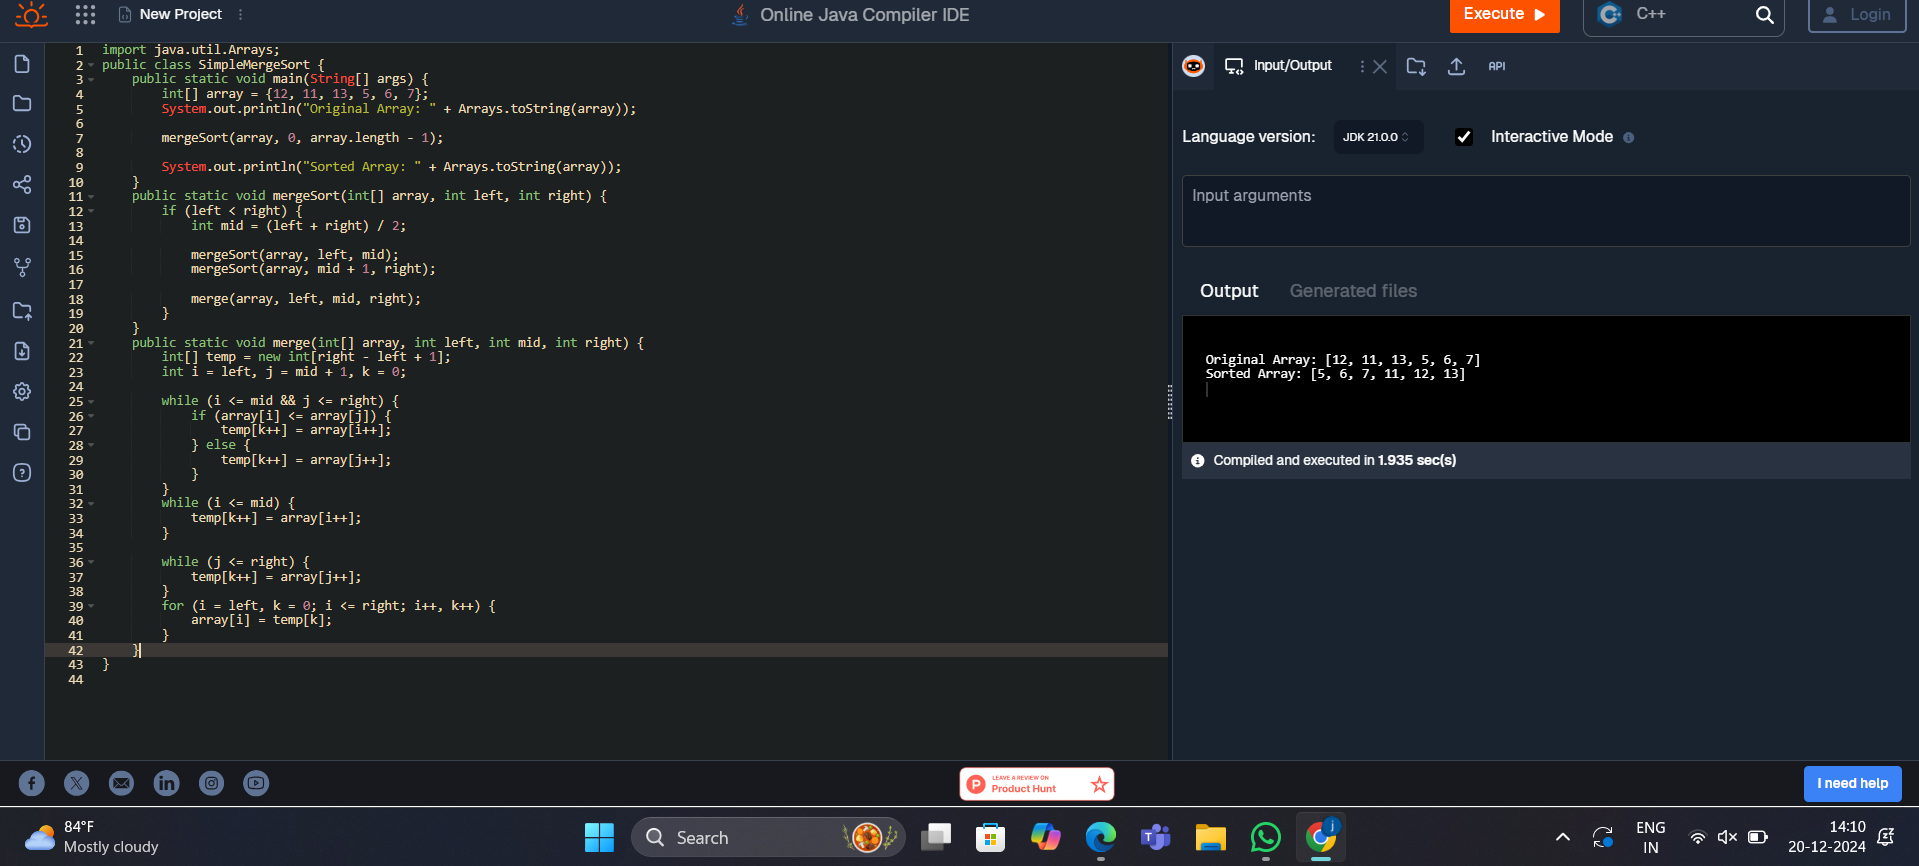 New Project
Online Java Compiler IDE
Execute
C++
Login
1 import java.util.Arrays;
2 public class SimpleMergeSort {
3 public static void main(String[] args) {
4 int[] array = {12, 11, 13, 5, 6, 7};
5 System.out.println("Original Array: " + Arrays.toString(array));
6
7 mergeSort(array, 0, array.length - 1);
8
9 System.out.println("Sorted Array: " + Arrays.toString(array));
10 }
11 public static void mergeSort(int[] array, int left, int right) {
12 if (left < right) {
13 int mid = (left + right) / 2;
14
15 mergeSort(array, left, mid);
16 mergeSort(array, mid + 1, right);
17
18 merge(array, left, mid, right);
19 }
20 }
21 public static void merge(int[] array, int left, int mid, int right) {
22 int[] temp = new int[right - left + 1];
23 int i = left, j = mid + 1, k = 0;
24
25 while (i <= mid && j <= right) {
26 if (array[i] <= array[j]) {
27 temp[k++] = array[i++];
28 } else {
29 temp[k++] = array[j++];
30 }
31 }
32 while (i <= mid) {
33 temp[k++] = array[i++];
34 }
35
36 while (j <= right) {
37 temp[k++] = array[j++];
38 }
39 for (i = left, k = 0; i <= right; i++, k++) {
40 array[i] = temp[k];
41 }
42 }
43 }
44
Input/Output
API
Language version:
JDK 21.0.0
Interactive Mode
Input arguments
Output
Generated files
Original Array: [12, 11, 13, 5, 6, 7]
Sorted Array: [5, 6, 7, 11, 12, 13]
Compiled and executed in 1.935 sec(s)
LEAVE A REVIEW ON
Product Hunt
I need help
84°F
Mostly cloudy
Search
ENG
IN
14:10
20-12-2024